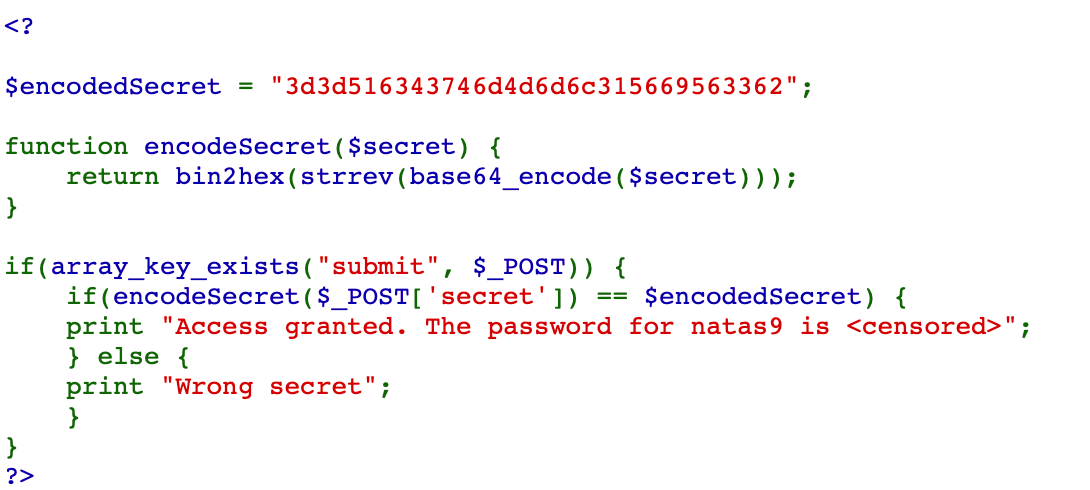 <?
$encodedSecret = "3d3d516343746d4d6d6c315669563362";
function encodeSecret($secret) {
    return bin2hex(strrev(base64_encode($secret)));
}
if(array_key_exists("submit", $_POST)) {
    if(encodeSecret($_POST['secret']) == $encodedSecret) {
    print "Access granted. The password for natas9 is <censored>";
    } else {
    print "Wrong secret";
    }
}
?>